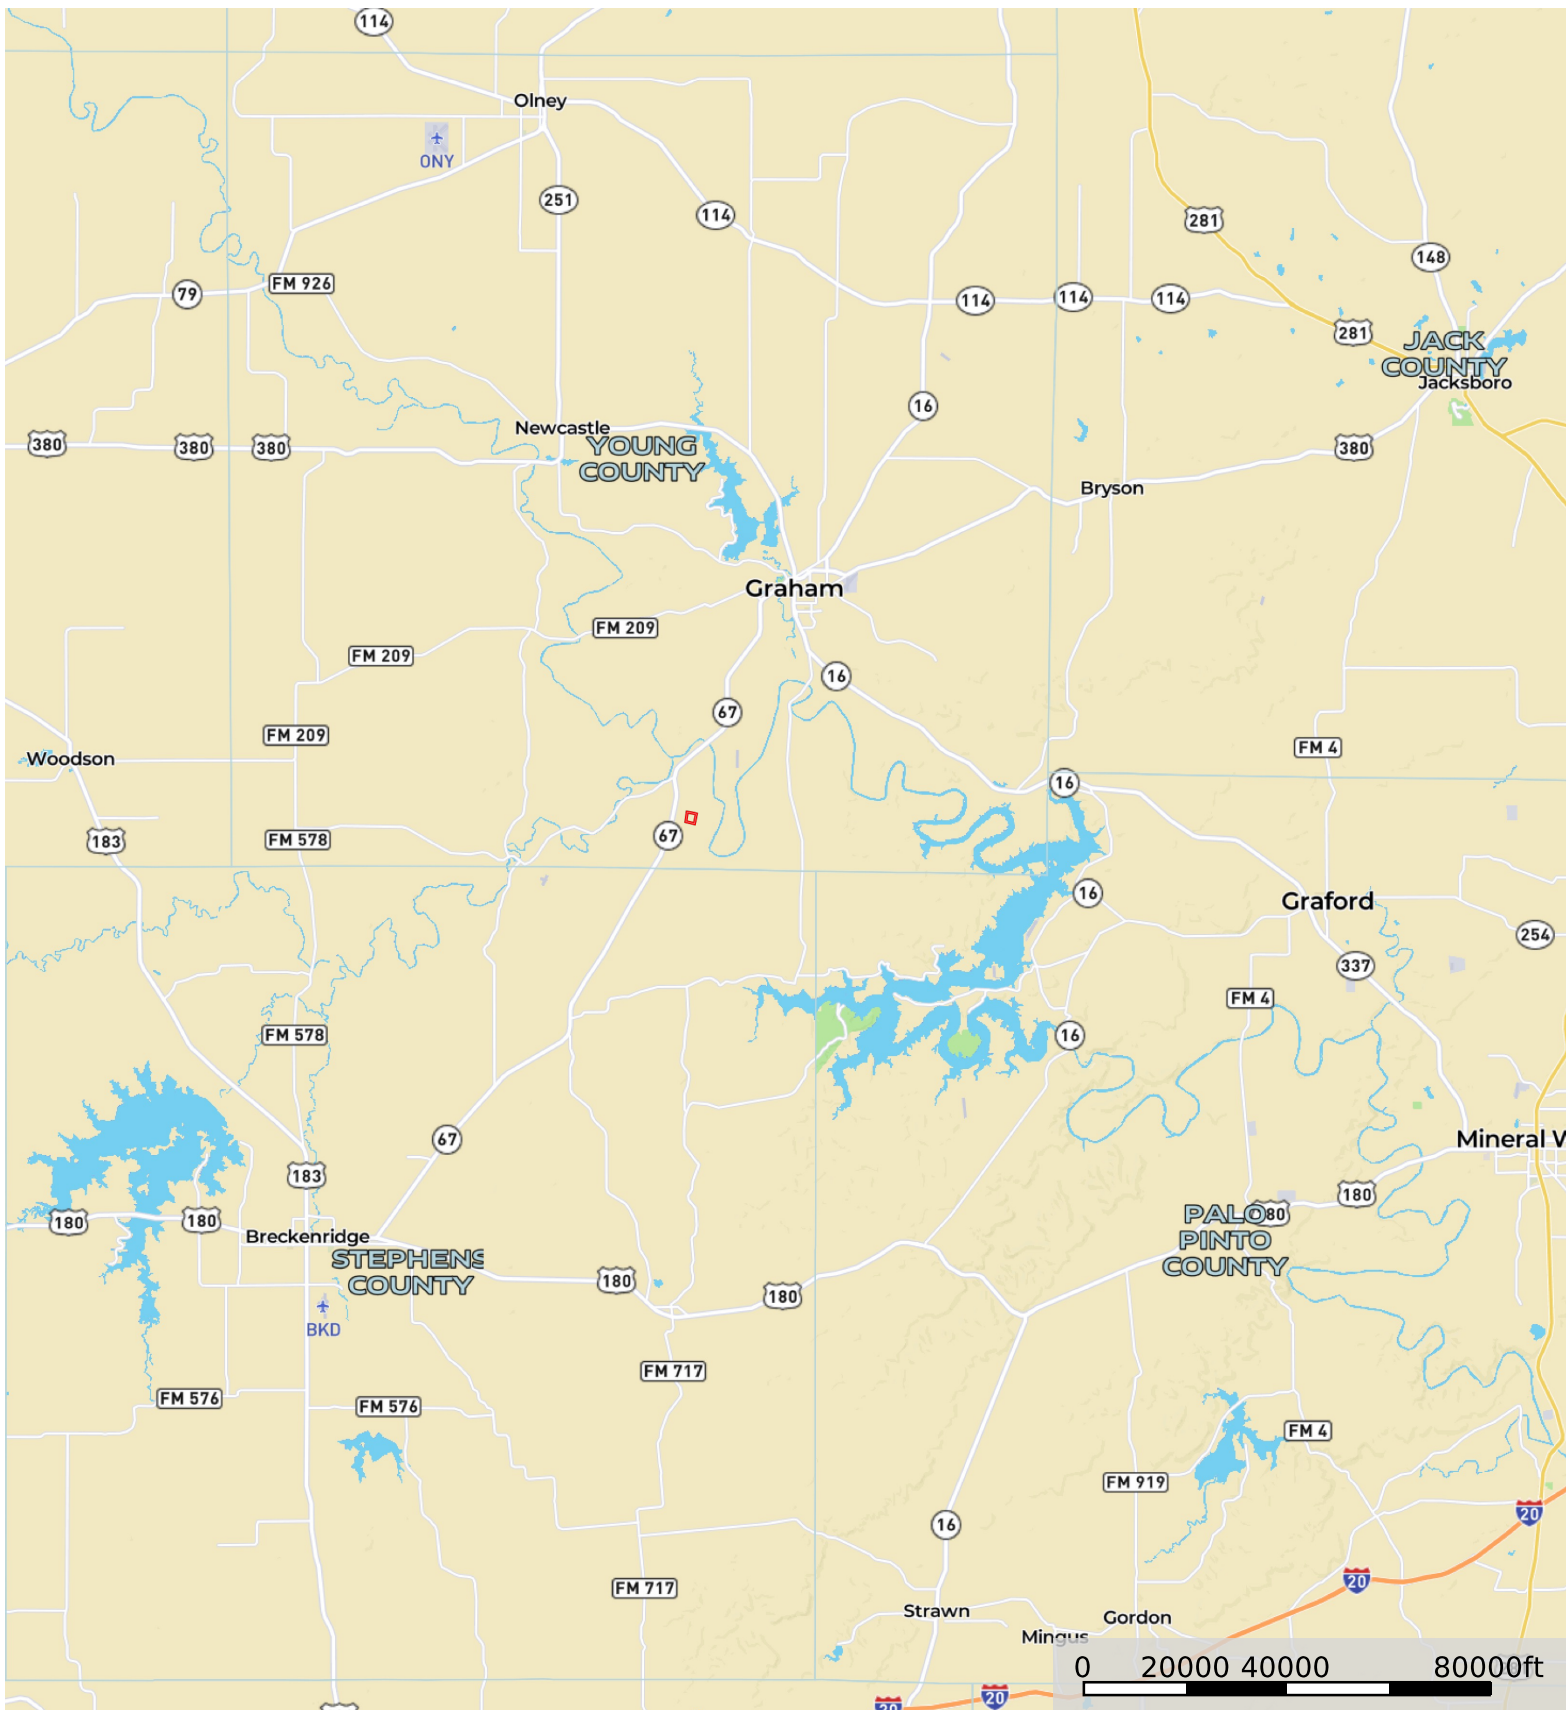 114
Olney
ONY
251
114
281
148
FM 926
79
114
114
114
281
JACK
COUNTY
Jacksboro
16
Newcastle
380
380
380
YOUNG
COUNTY
380
Bryson
Graham
FM 209
FM 209
16
67
FM 209
FM 4
Woodson
16
67
183
FM 578
16
Graford
254
337
FM 4
FM 578
16
67
Mineral W
183
180
180
180
80
PALO
PINTO
COUNTY
Breckenridge
STEPHENS
COUNTY
180
180
BKD
FM 717
FM 576
FM 576
FM 4
FM 919
20
16
20
FM 717
Strawn
Gordon
Mingus
0 20000 40000 80000ft
20
20